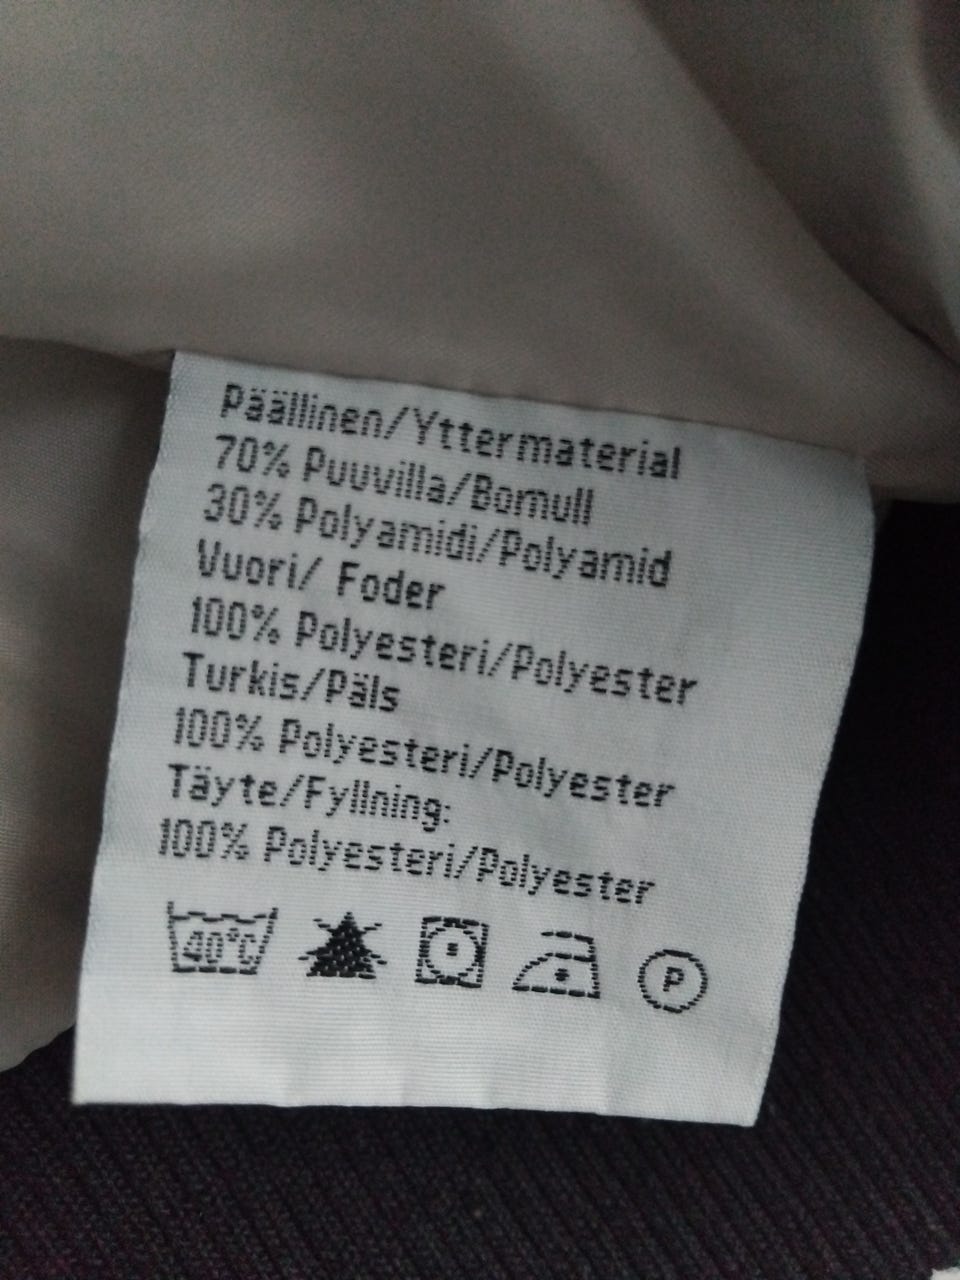 Päällinen/Yttermaterial
70% Puuvilla/Bomull
30% Polyamidi/Polyamid
Vuori/ Foder
100% Polyesteri/Polyester
Turkis/Päls
100% Polyesteri/Polyester
Täyte/Fyllning:
100% Polyesteri/Polyester
40°C P